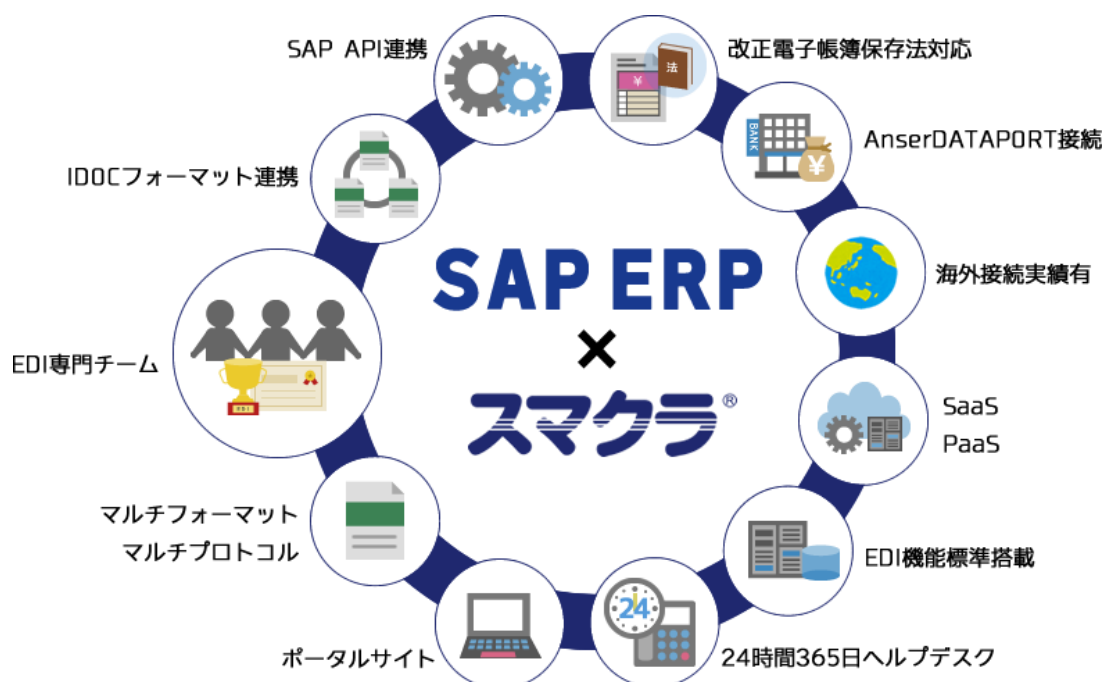 SAP API連携
改正電子帳簿保存法対応
法
¥
BANK
¥
AnserDATAPORT接続
IDOCフォーマット連携
SAP ERP
×
スマクラ®
海外接続実績有
EDI専門チーム
EDI
SaaS
PaaS
マルチフォーマット
マルチプロトコル
EDI機能標準搭載
24
ポータルサイト
24時間365日ヘルプデスク